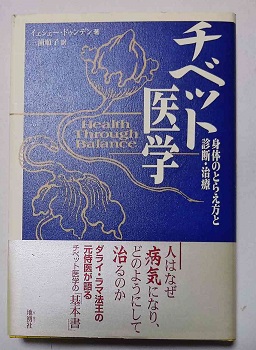 イェシェー・ドゥンデン 著
三浦順子 訳
チベット医学
身体のとらえ方と
診断・治療
Health
Through
Balance
人はなぜ
病気になり、
どのようにして
治るのか
ダライ・ラマ法王の
元侍医が語る
チベット医学の「基本書」
地湧社